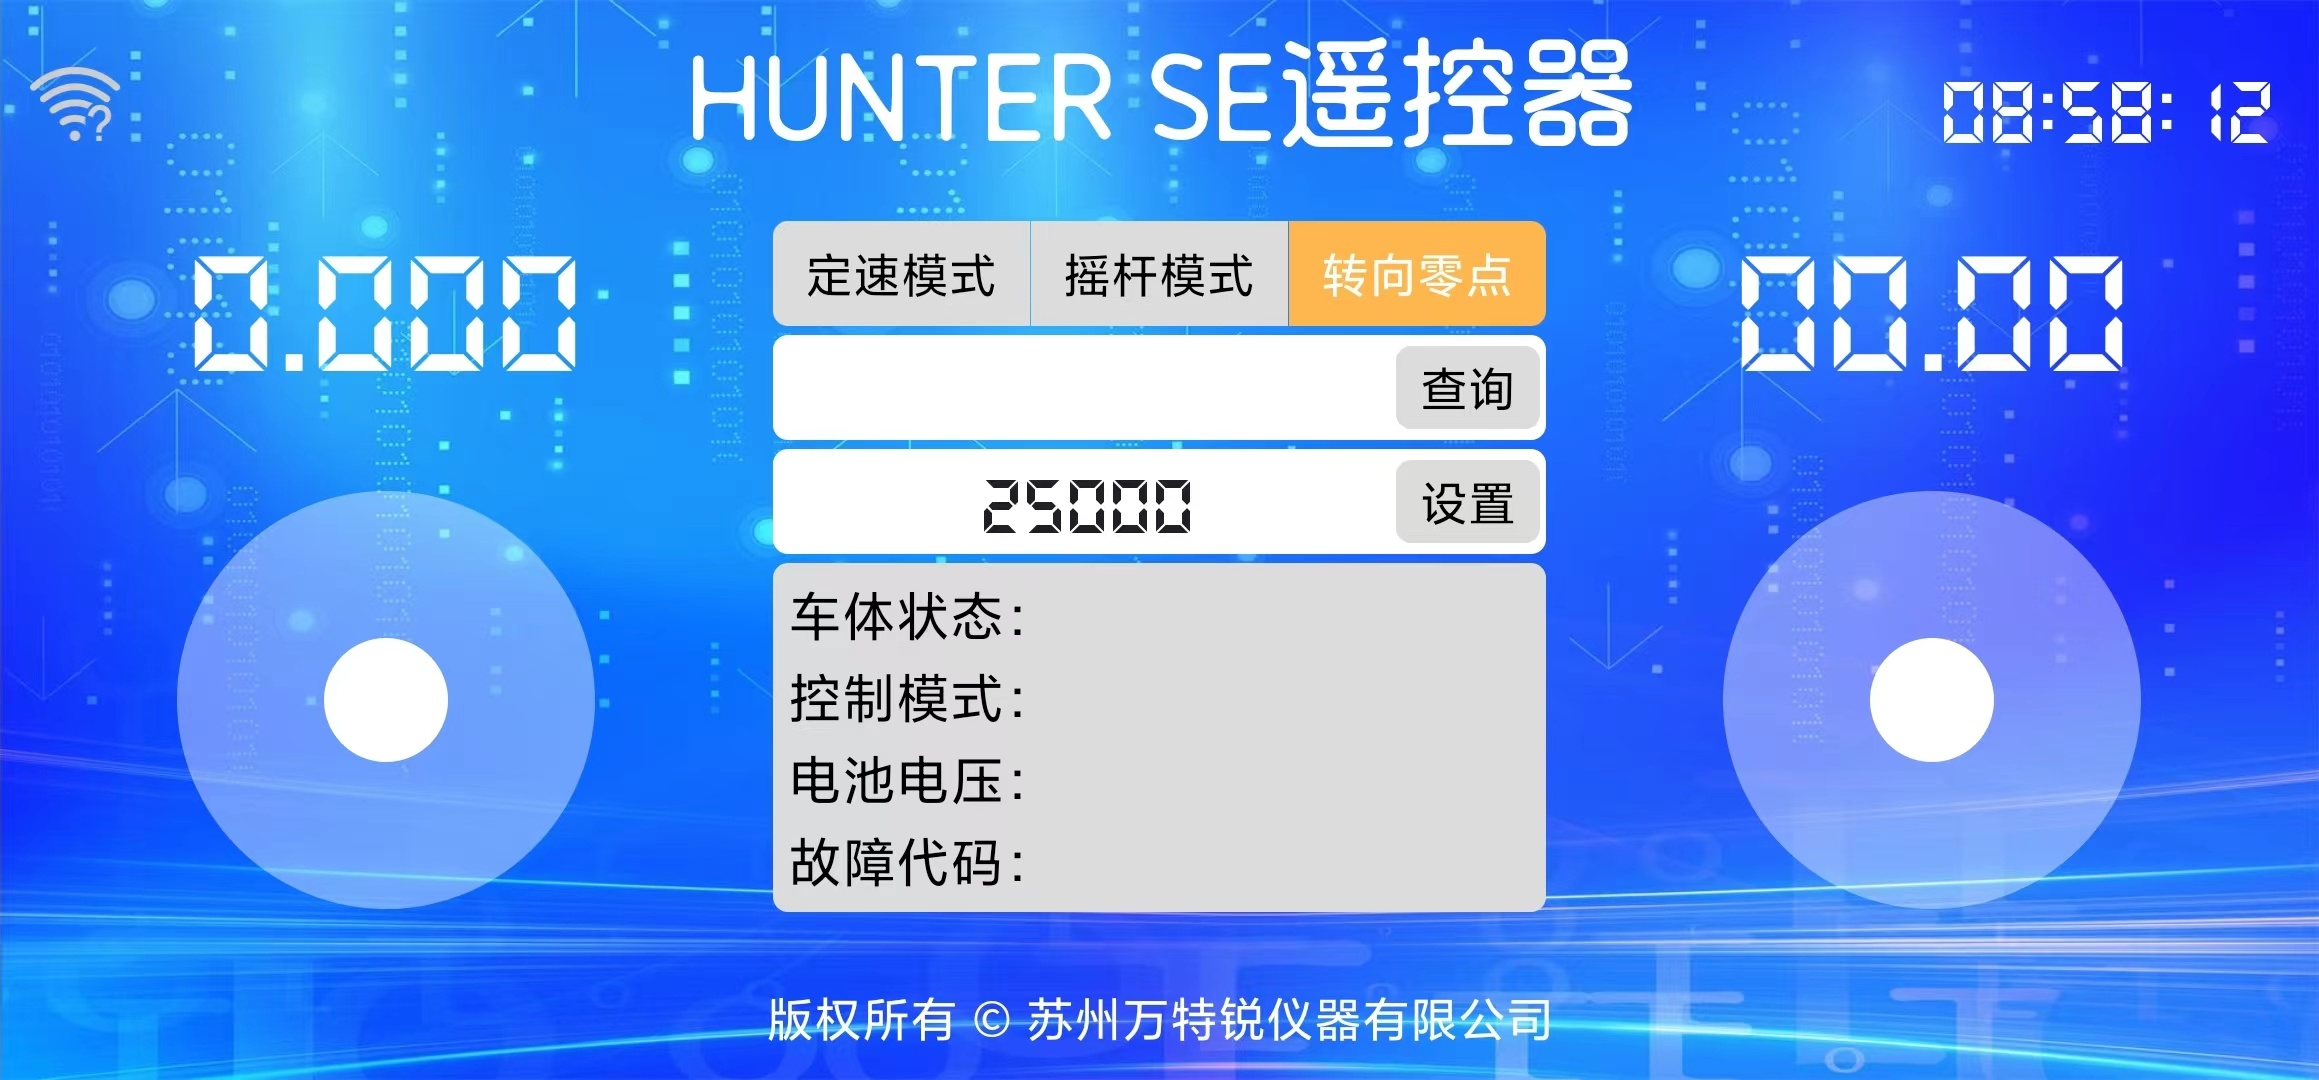 HUNTER SE遥控器
08:58:12
定速模式 摇杆模式 转向零点
0.000
00.00
查询
25000 设置
车体状态：
控制模式：
电池电压：
故障代码：
版权所有 © 苏州万特锐仪器有限公司